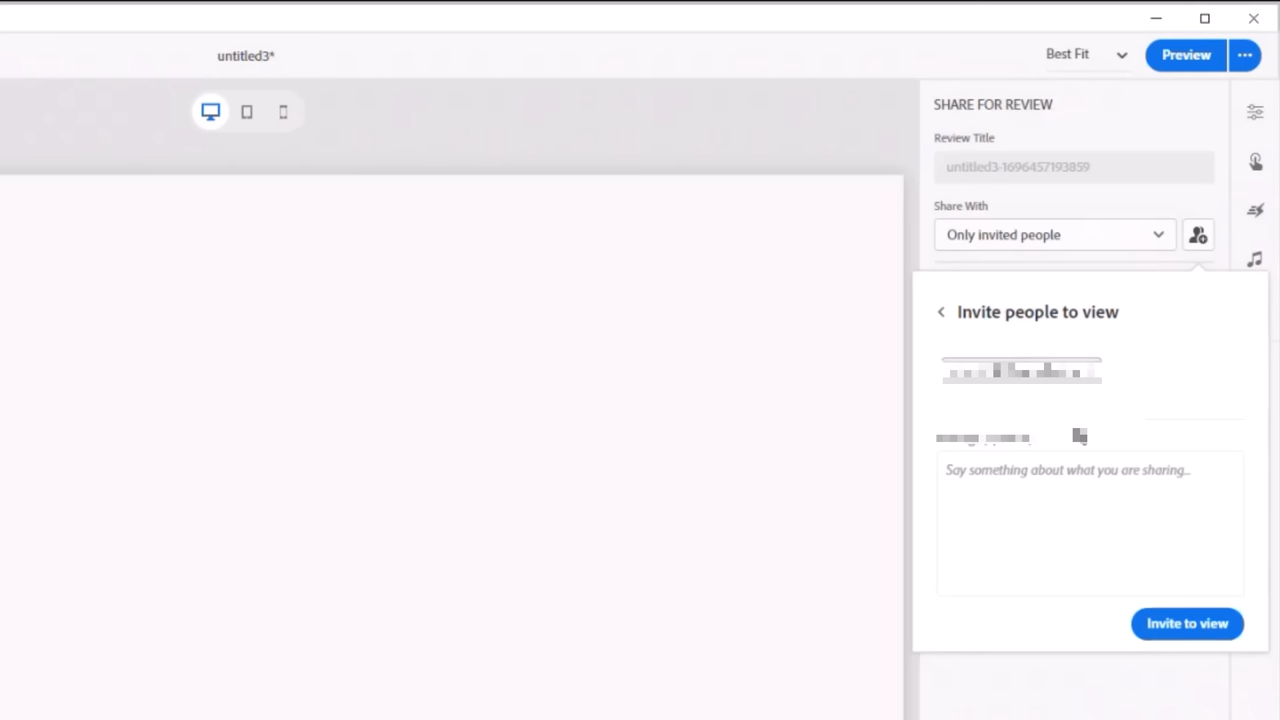 untitled3*
Best Fit
Preview
SHARE FOR REVIEW
Review Title
untitled3-1696457193859
Share With
Only invited people
Invite people to view
Say something about what you are sharing...
Invite to view